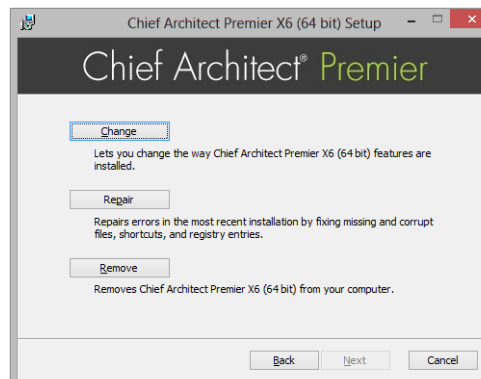 Chief Architect Premier X6 (64 bit) Setup
Chief Architect® Premier
Change
Lets you change the way Chief Architect Premier X6 (64 bit) features are
installed.
Repair
Repairs errors in the most recent installation by fixing missing and corrupt
files, shortcuts, and registry entries.
Remove
Removes Chief Architect Premier X6 (64 bit) from your computer.
Back Next Cancel